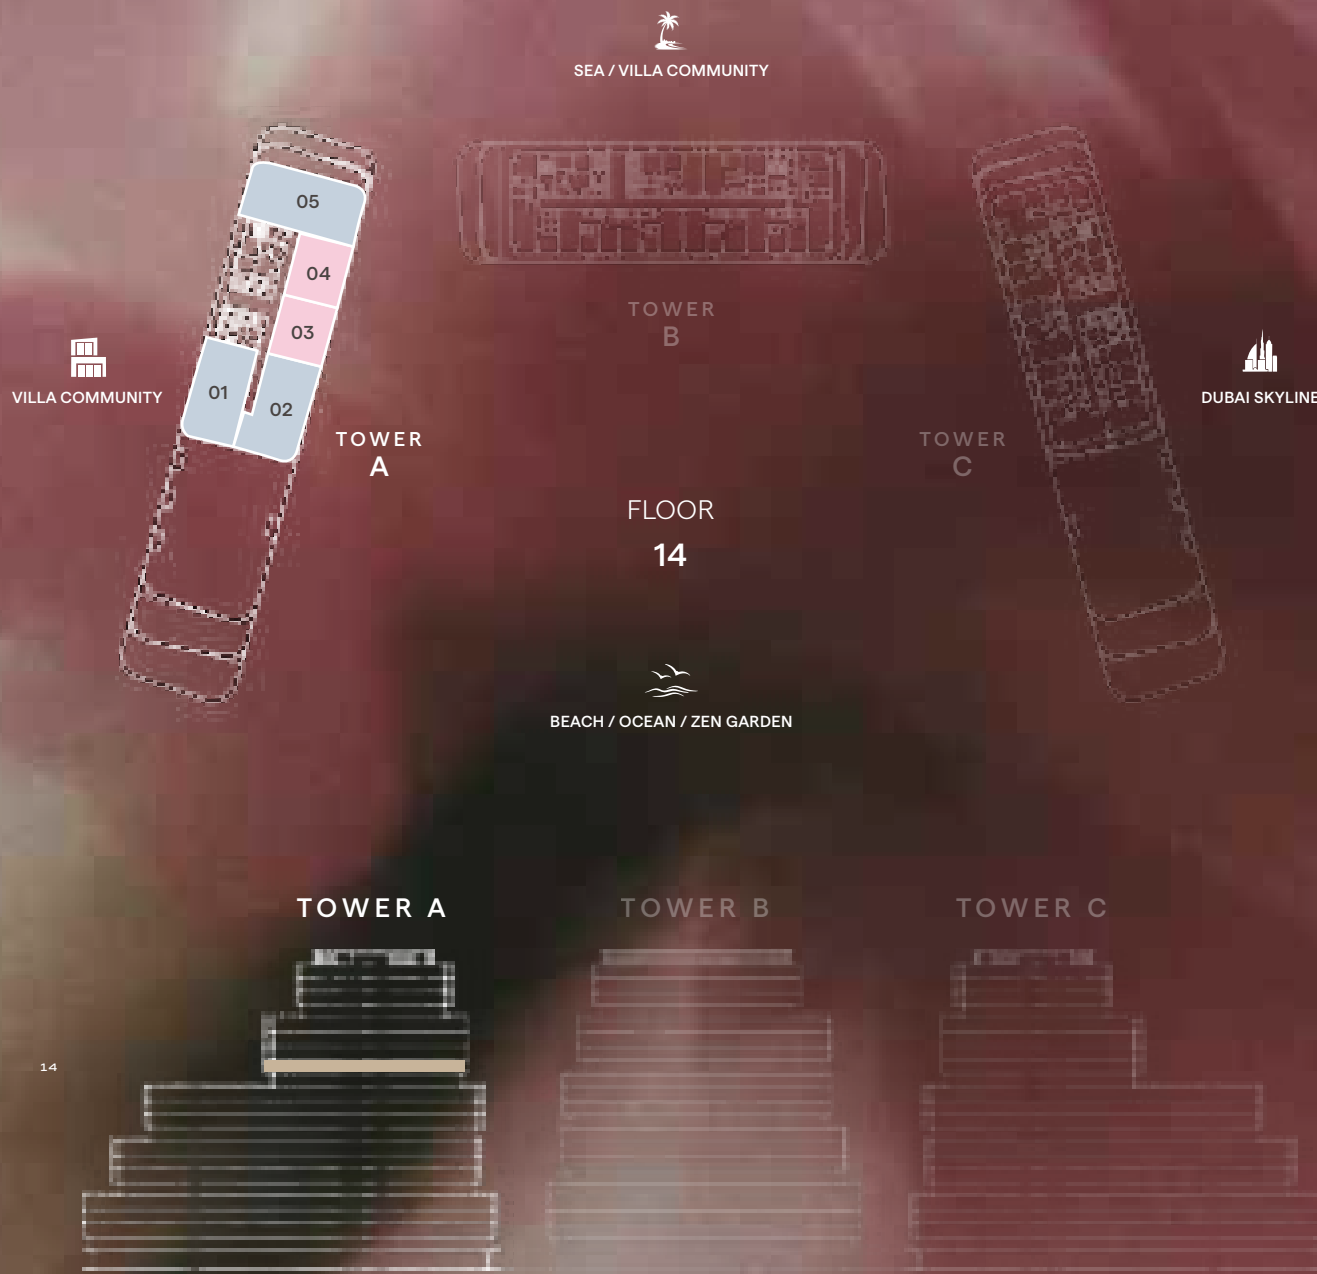 SEA / VILLA COMMUNITY
05
04
03
01
02
TOWER
A
TOWER
B
TOWER
C
VILLA COMMUNITY
DUBAI SKYLINE
FLOOR
14
BEACH / OCEAN / ZEN GARDEN
TOWER A
TOWER B
TOWER C
14